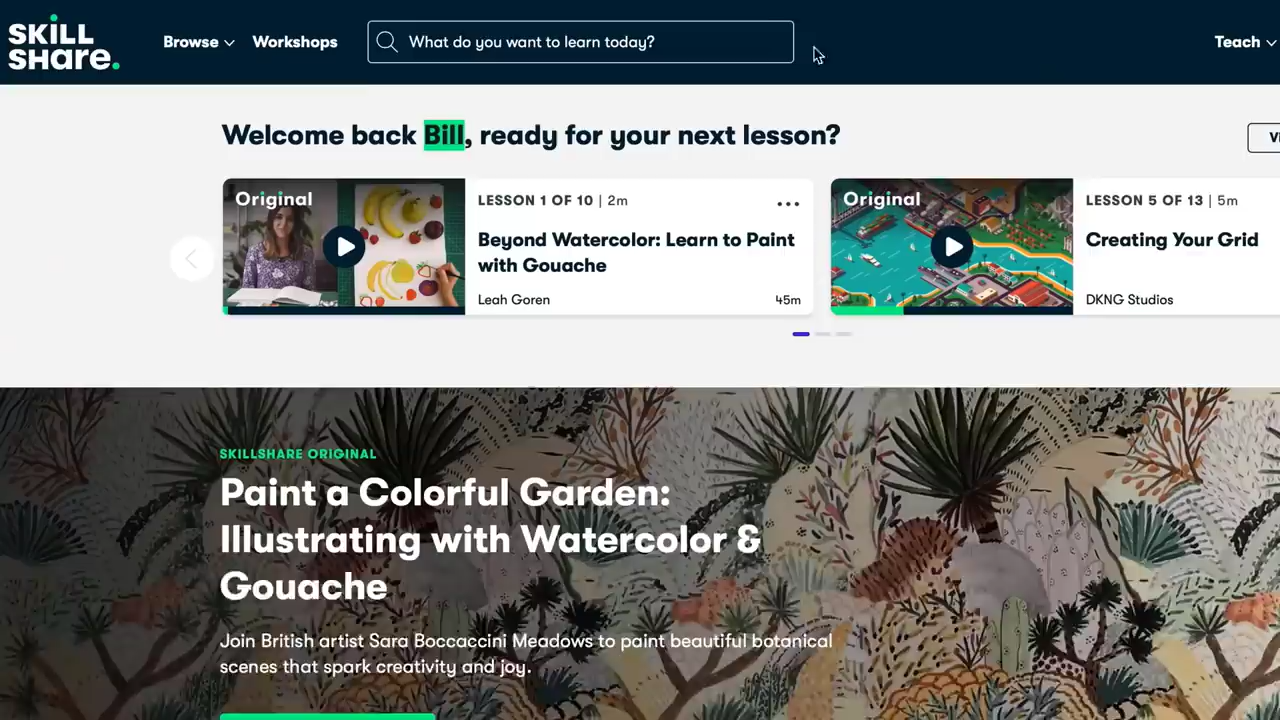 SKILL
SHare.
Browse
Workshops
What do you want to learn today?
Teach
Welcome back Bill, ready for your next lesson?
Original
LESSON 1 OF 10 | 2m
Beyond Watercolor: Learn to Paint
with Gouache
Leah Goren
45m
Original
LESSON 5 OF 13 | 5m
Creating Your Grid
DKNG Studios
SKILLSHARE ORIGINAL
Paint a Colorful Garden:
Illustrating with Watercolor &
Gouache
Join British artist Sara Boccaccini Meadows to paint beautiful botanical
scenes that spark creativity and joy.